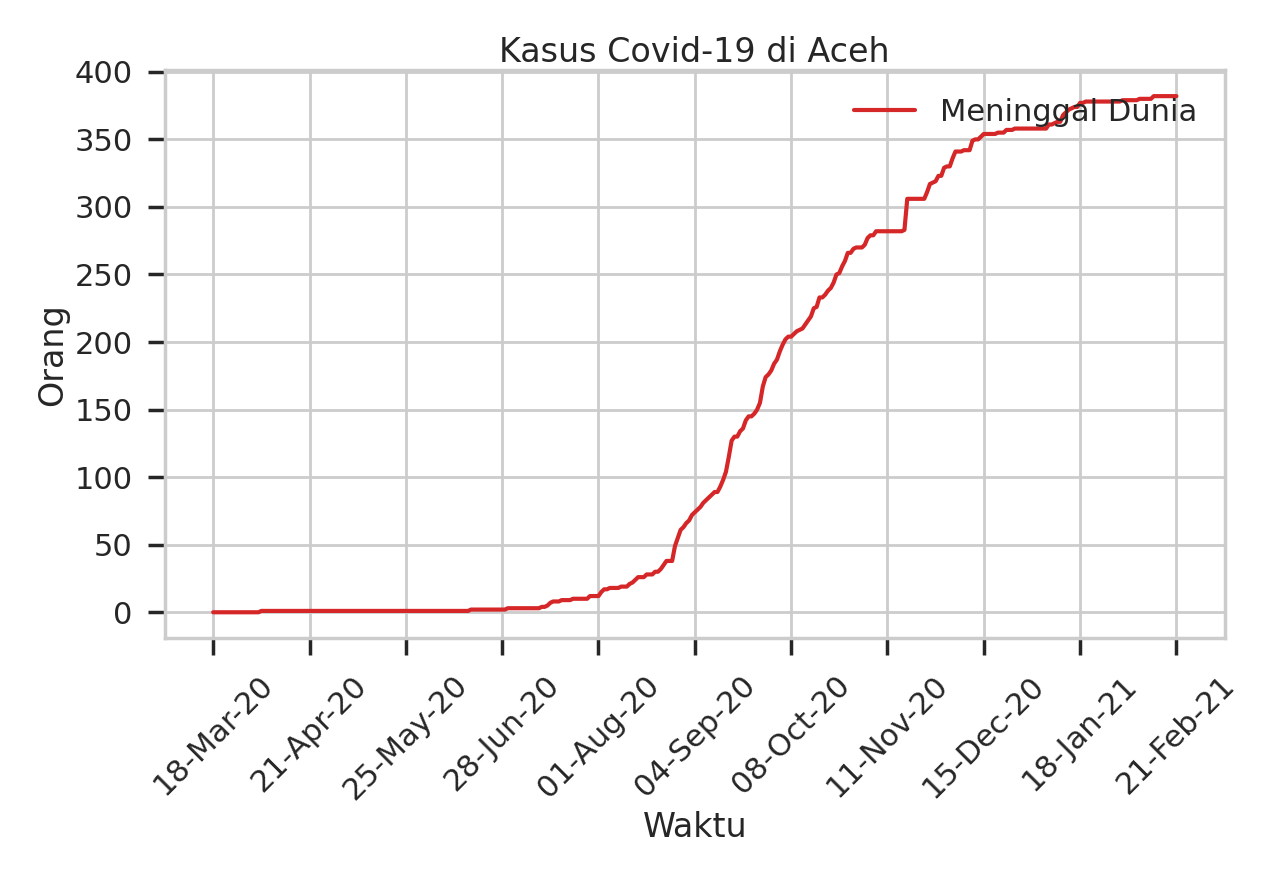 Kasus Covid-19 di Aceh
Meninggal Dunia
Orang
400
350
300
250
200
150
100
50
0
18-Mar-20
21-Apr-20
25-May-20
28-Jun-20
01-Aug-20
04-Sep-20
08-Oct-20
11-Nov-20
15-Dec-20
18-Jan-21
21-Feb-21
Waktu